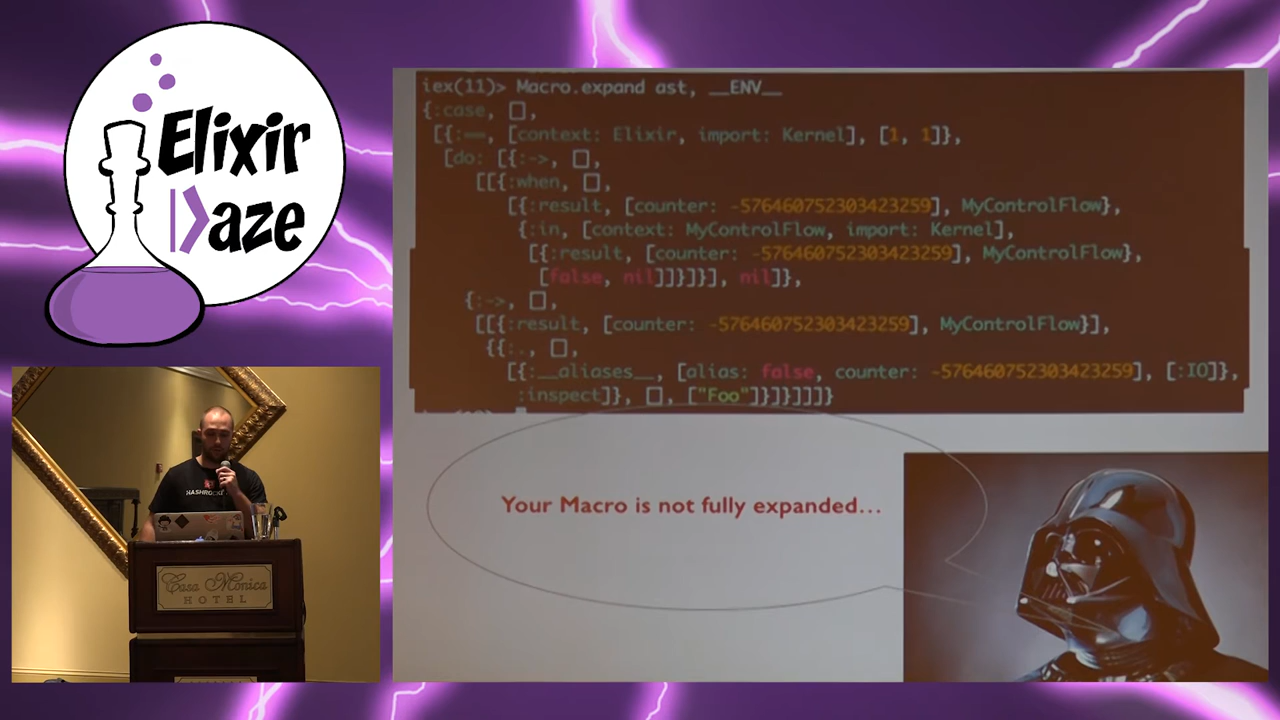 Elixir
|>aze
iex(11)> Macro.expand ast, __ENV__
{:case, [],
[{:==, [context: Elixir, import: Kernel], [1, 1]},
[do: [{:->, [],
[[{:when, [],
[{:result, [counter: -576460752303423259], MyControlFlow},
{:in, [context: MyControlFlow, import: Kernel],
[{:result, [counter: -576460752303423259], MyControlFlow},
[false, nil]]}]}], nil]},
{:->, [],
[[{:result, [counter: -576460752303423259], MyControlFlow}],
{{:., [],
[{:__aliases__, [alias: false, counter: -576460752303423259], [:IO]},
:inspect]}, [], ["Foo"]}]}]]]}
Your Macro is not fully expanded...
HASHROCKET
Casa Monica
HOTEL